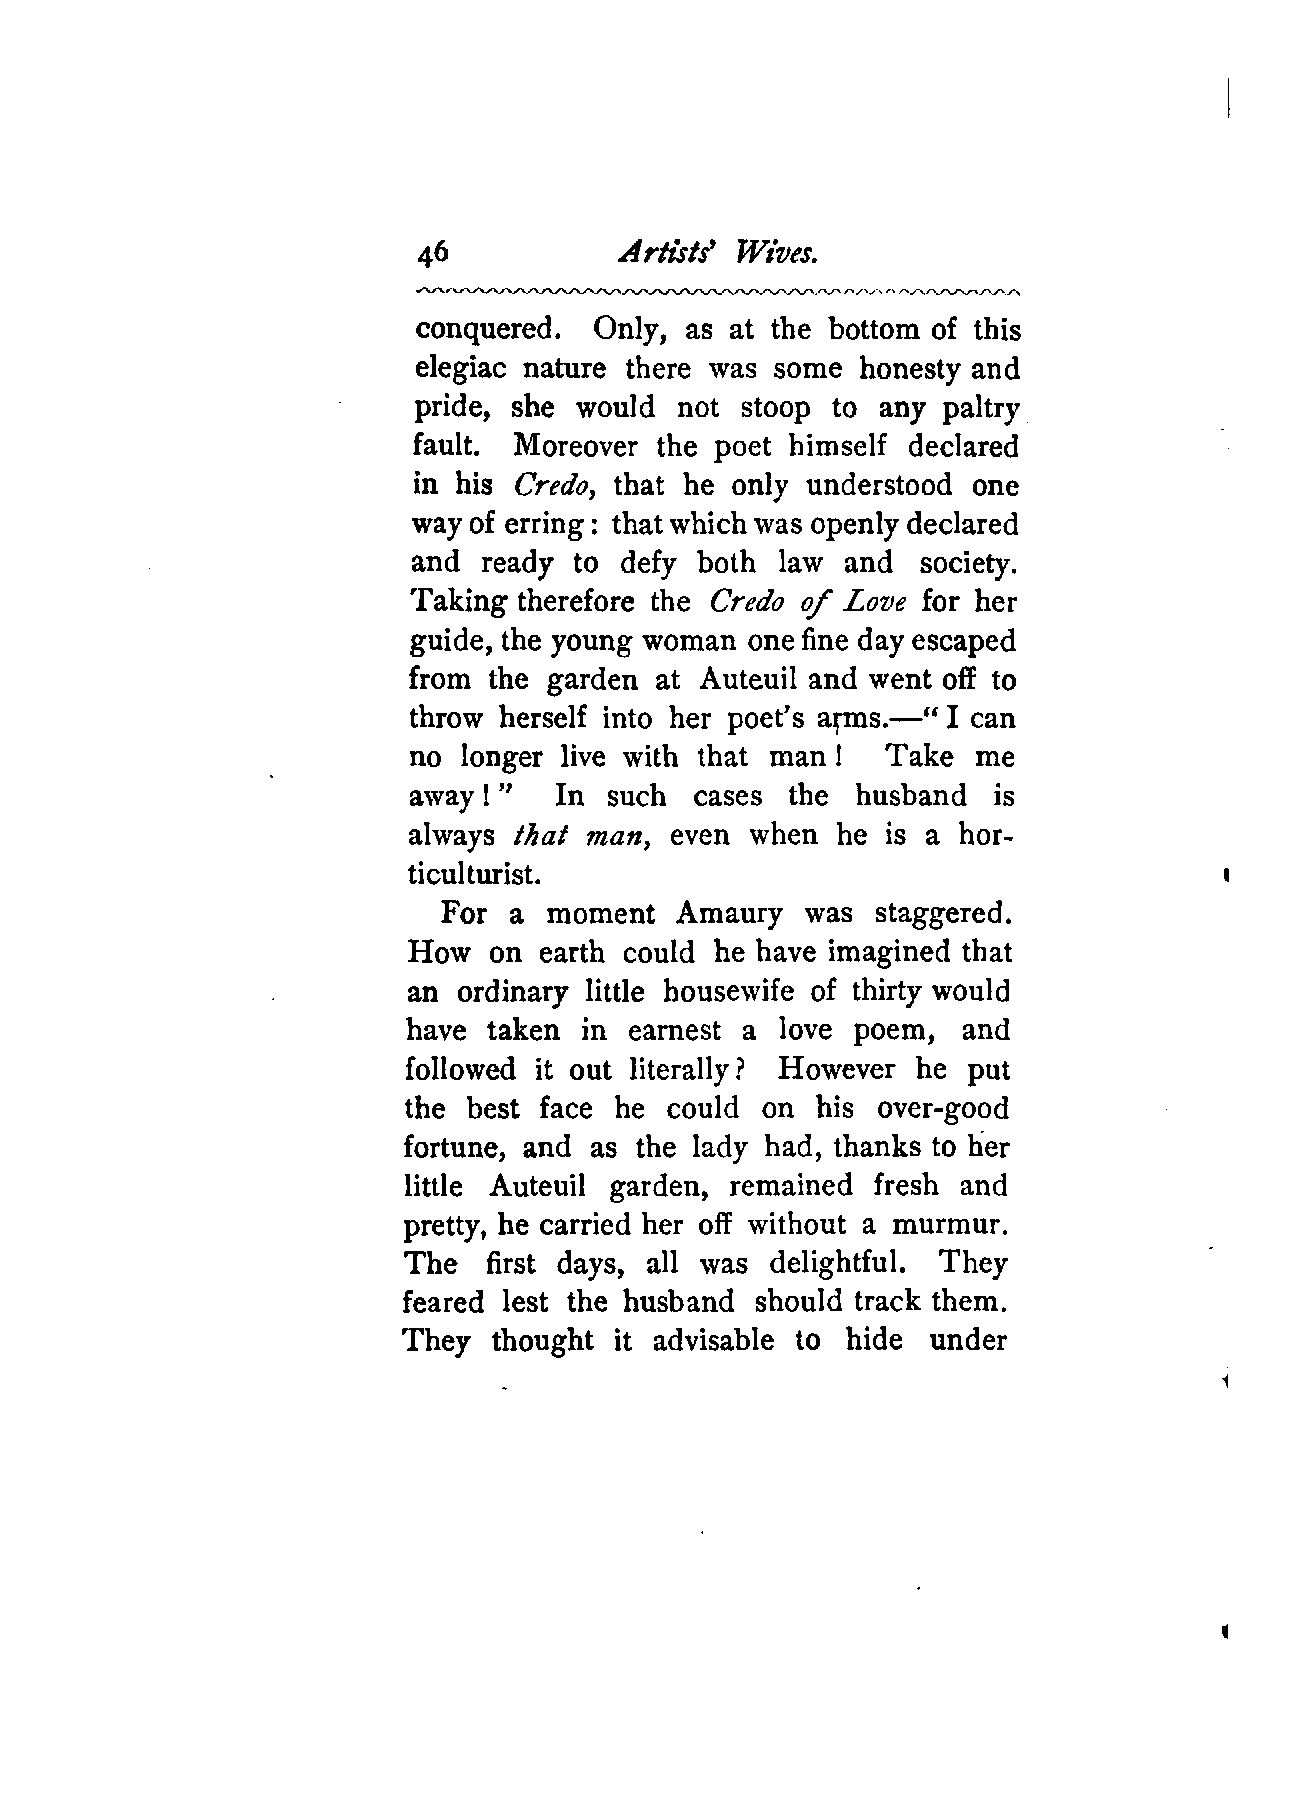 46 Artists' Wives.
conquered. Only, as at the bottom of this
elegiac nature there was some honesty and
pride, she would not stoop to any paltry
fault. Moreover the poet himself declared
in his Credo, that he only understood one
way of erring: that which was openly declared
and ready to defy both law and society.
Taking therefore the Credo of Love for her
guide, the young woman one fine day escaped
from the garden at Auteuil and went off to
throw herself into her poet's arms.—"I can
no longer live with that man! Take me
away!" In such cases the husband is
always that man, even when he is a hor-
ticulturist.
For a moment Amaury was staggered.
How on earth could he have imagined that
an ordinary little housewife of thirty would
have taken in earnest a love poem, and
followed it out literally? However he put
the best face he could on his over-good
fortune, and as the lady had, thanks to her
little Auteuil garden, remained fresh and
pretty, he carried her off without a murmur.
The first days, all was delightful. They
feared lest the husband should track them.
They thought it advisable to hide under